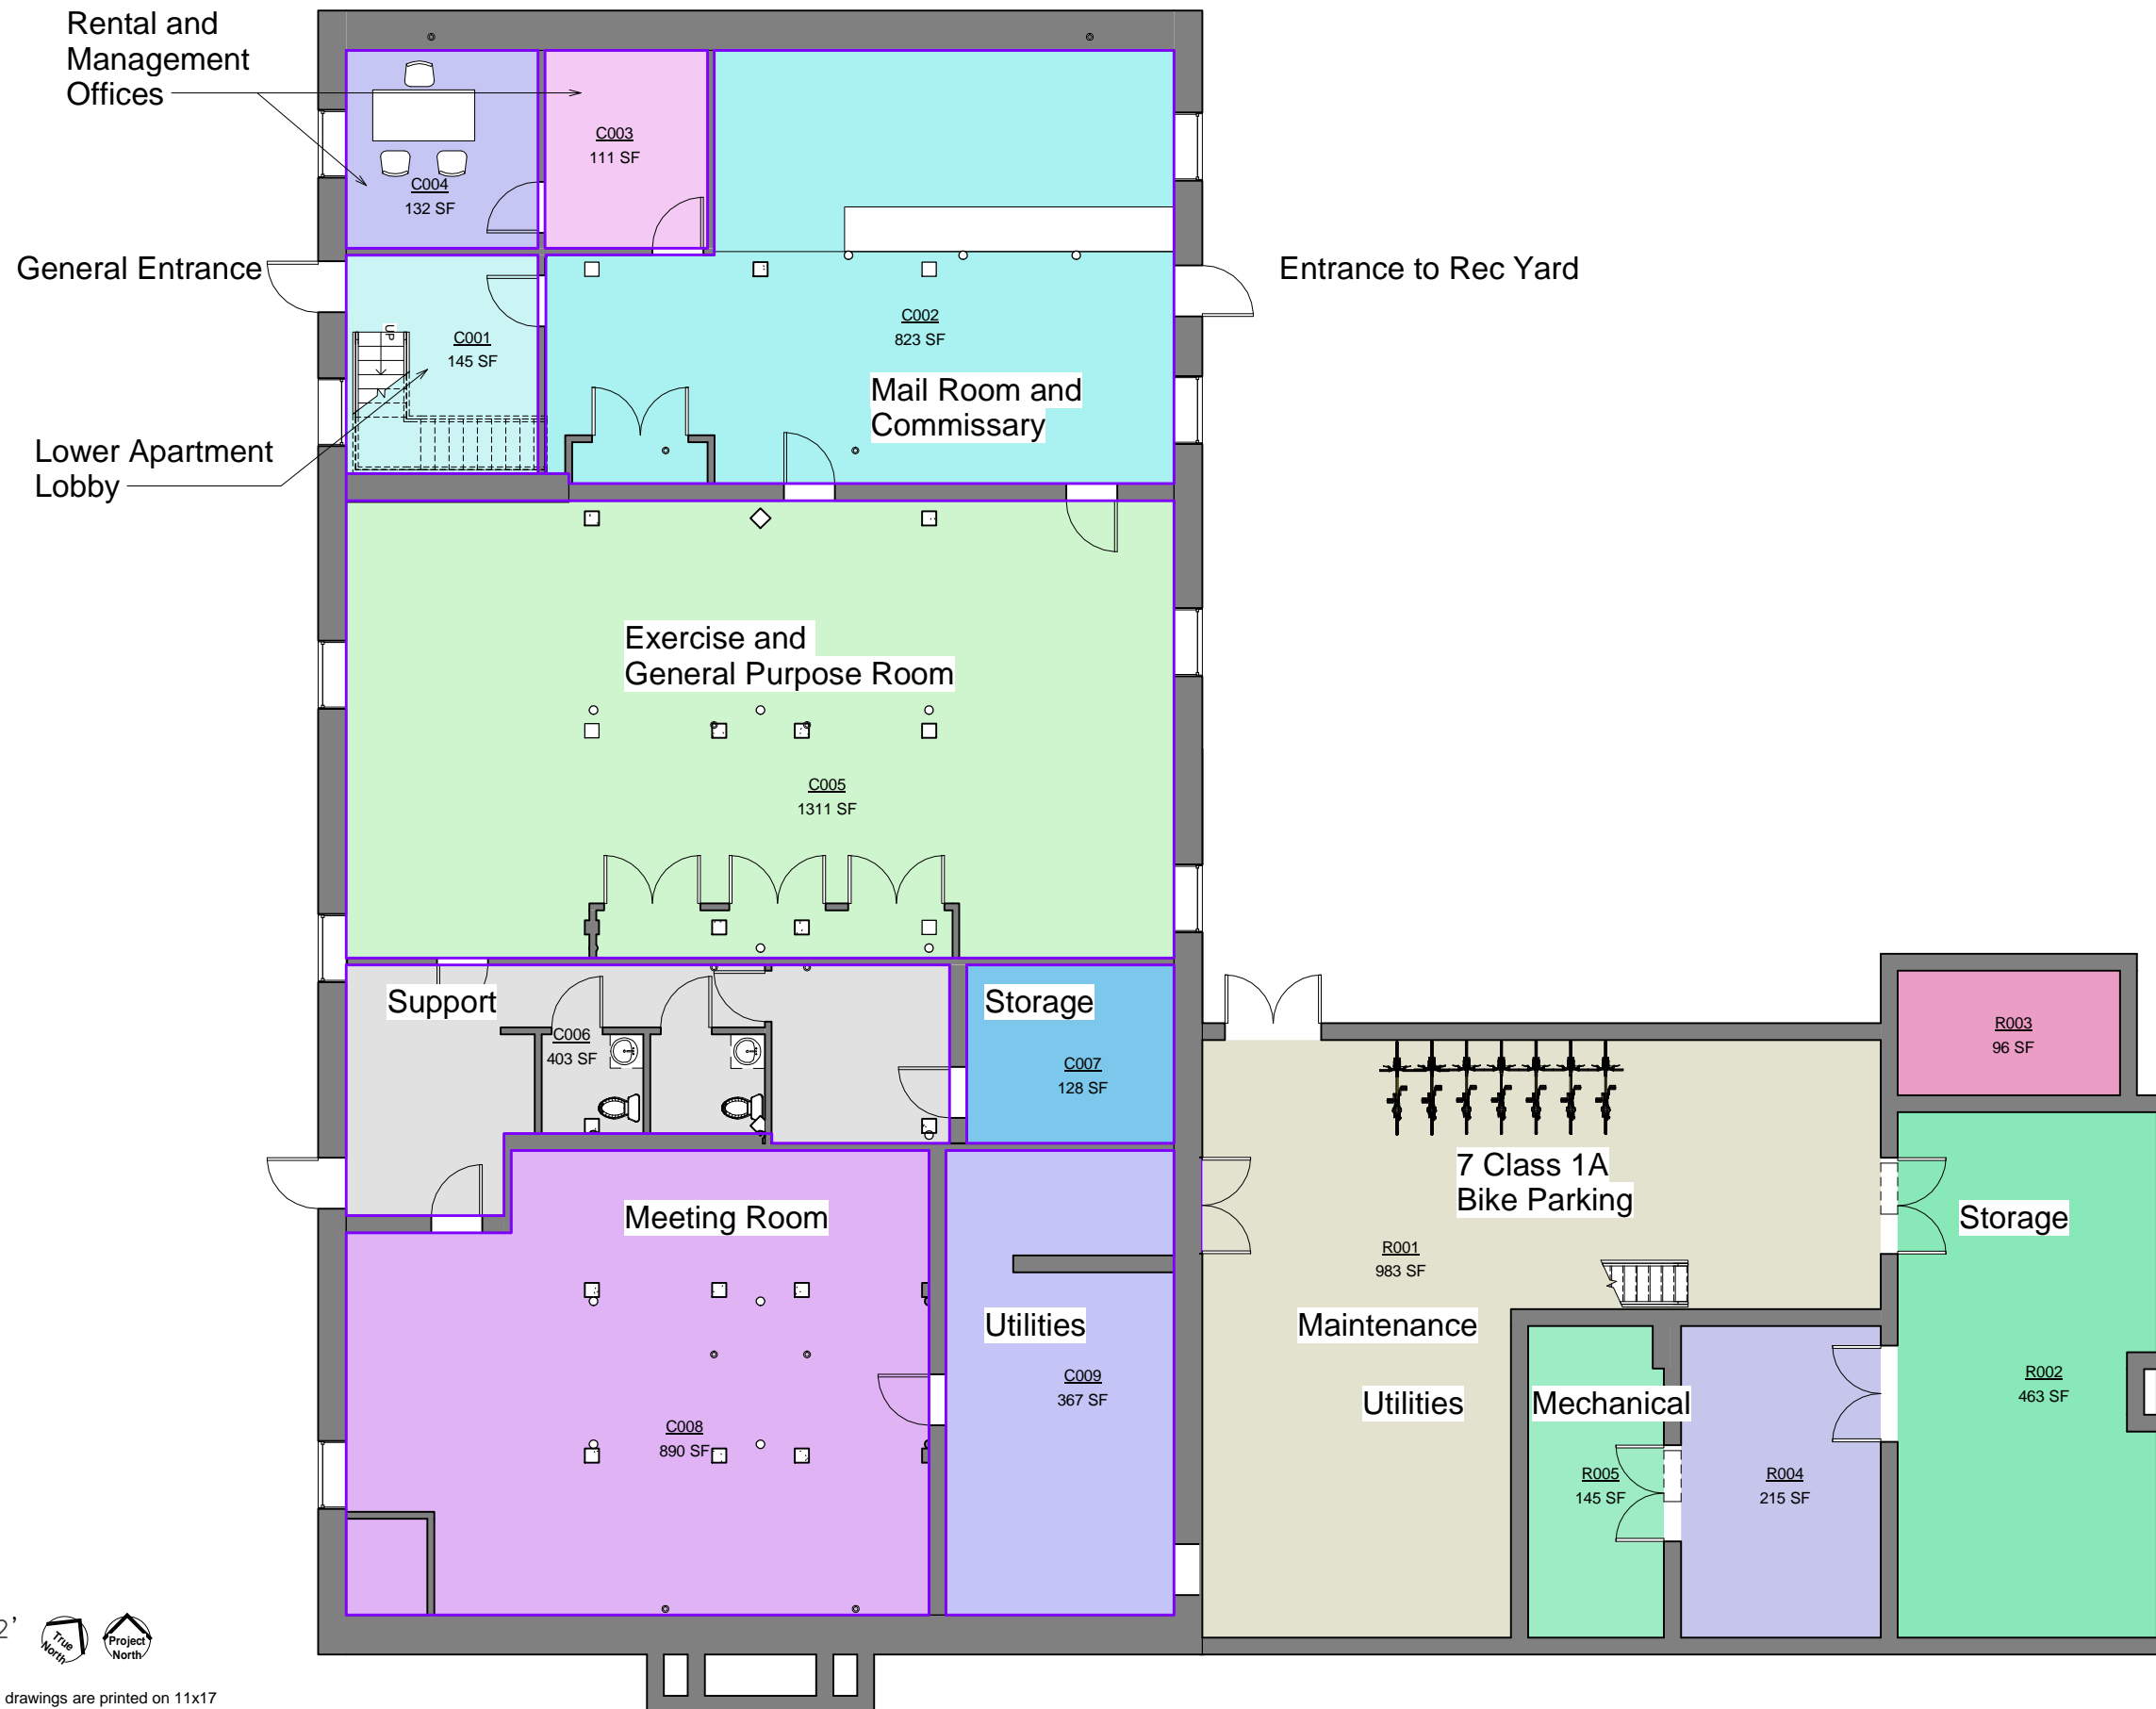 Rental and
Management
Offices
C003
111 SF
C004
132 SF
General Entrance
Entrance to Rec Yard
UP
C001
145 SF
C002
823 SF
Mail Room and
Commissary
Lower Apartment
Lobby
Exercise and
General Purpose Room
C005
1311 SF
Support
C006
403 SF
Storage
C007
128 SF
R003
96 SF
7 Class 1A
Bike Parking
Meeting Room
Storage
R001
983 SF
Utilities
Maintenance
C009
367 SF
Utilities
Mechanical
R002
463 SF
C008
890 SF
R005
145 SF
R004
215 SF
2'
True
North
Project
North
drawings are printed on 11x17